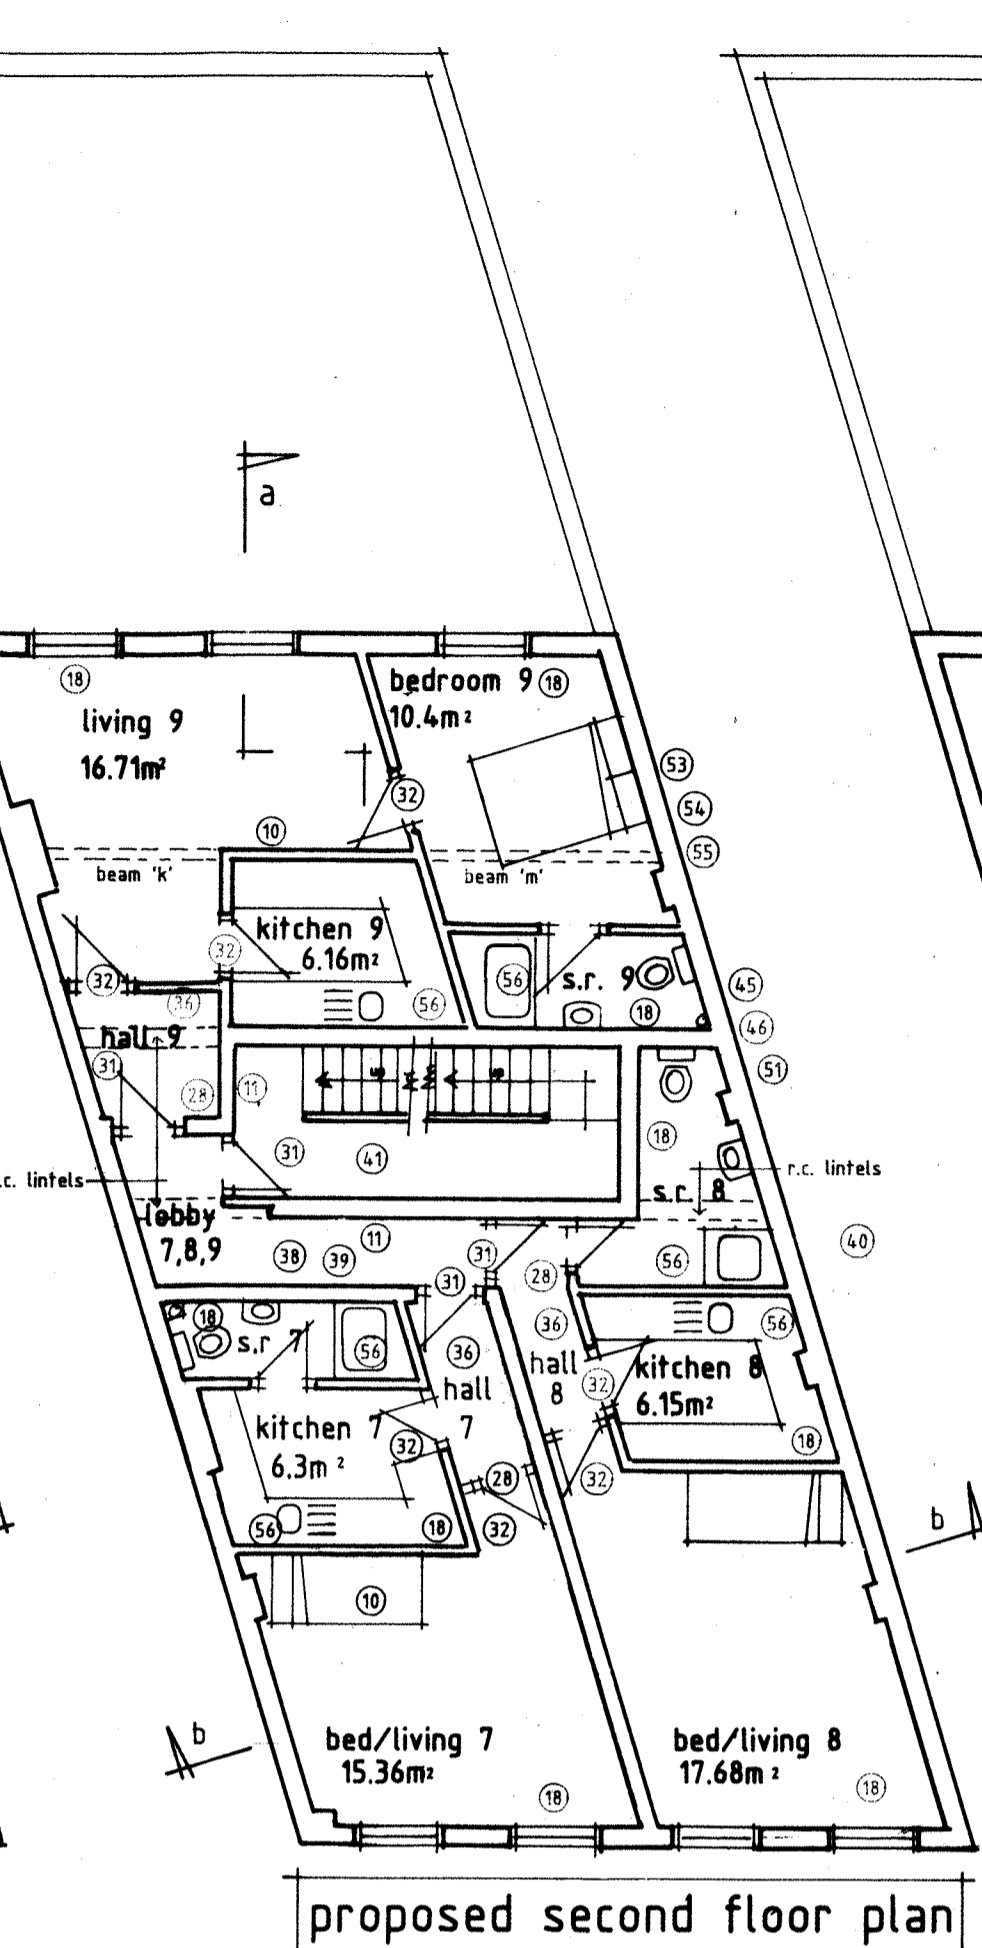 a
18
bedroom 9 18
10.4m²
living 9
16.71m²
53
32
54
10
55
beam 'k'
beam 'm'
kitchen 9
6.16m²
32
56
s.r. 9
32
36
56
18
45
46
hall 9
31
28
11
51
18
31
41
r.c. lintels
.c. lintels
s.r. 8
lobby
7,8,9
11
38
39
31
31
28
56
40
18
s.r 7
56
36
36
56
hall
8
hall
7
32
kitchen 8
6.15m²
kitchen 7
6.3m²
32
18
28
32
32
56
18
b
10
b
bed/living 7
15.36m²
bed/living 8
17.68m²
18
18
proposed second floor plan